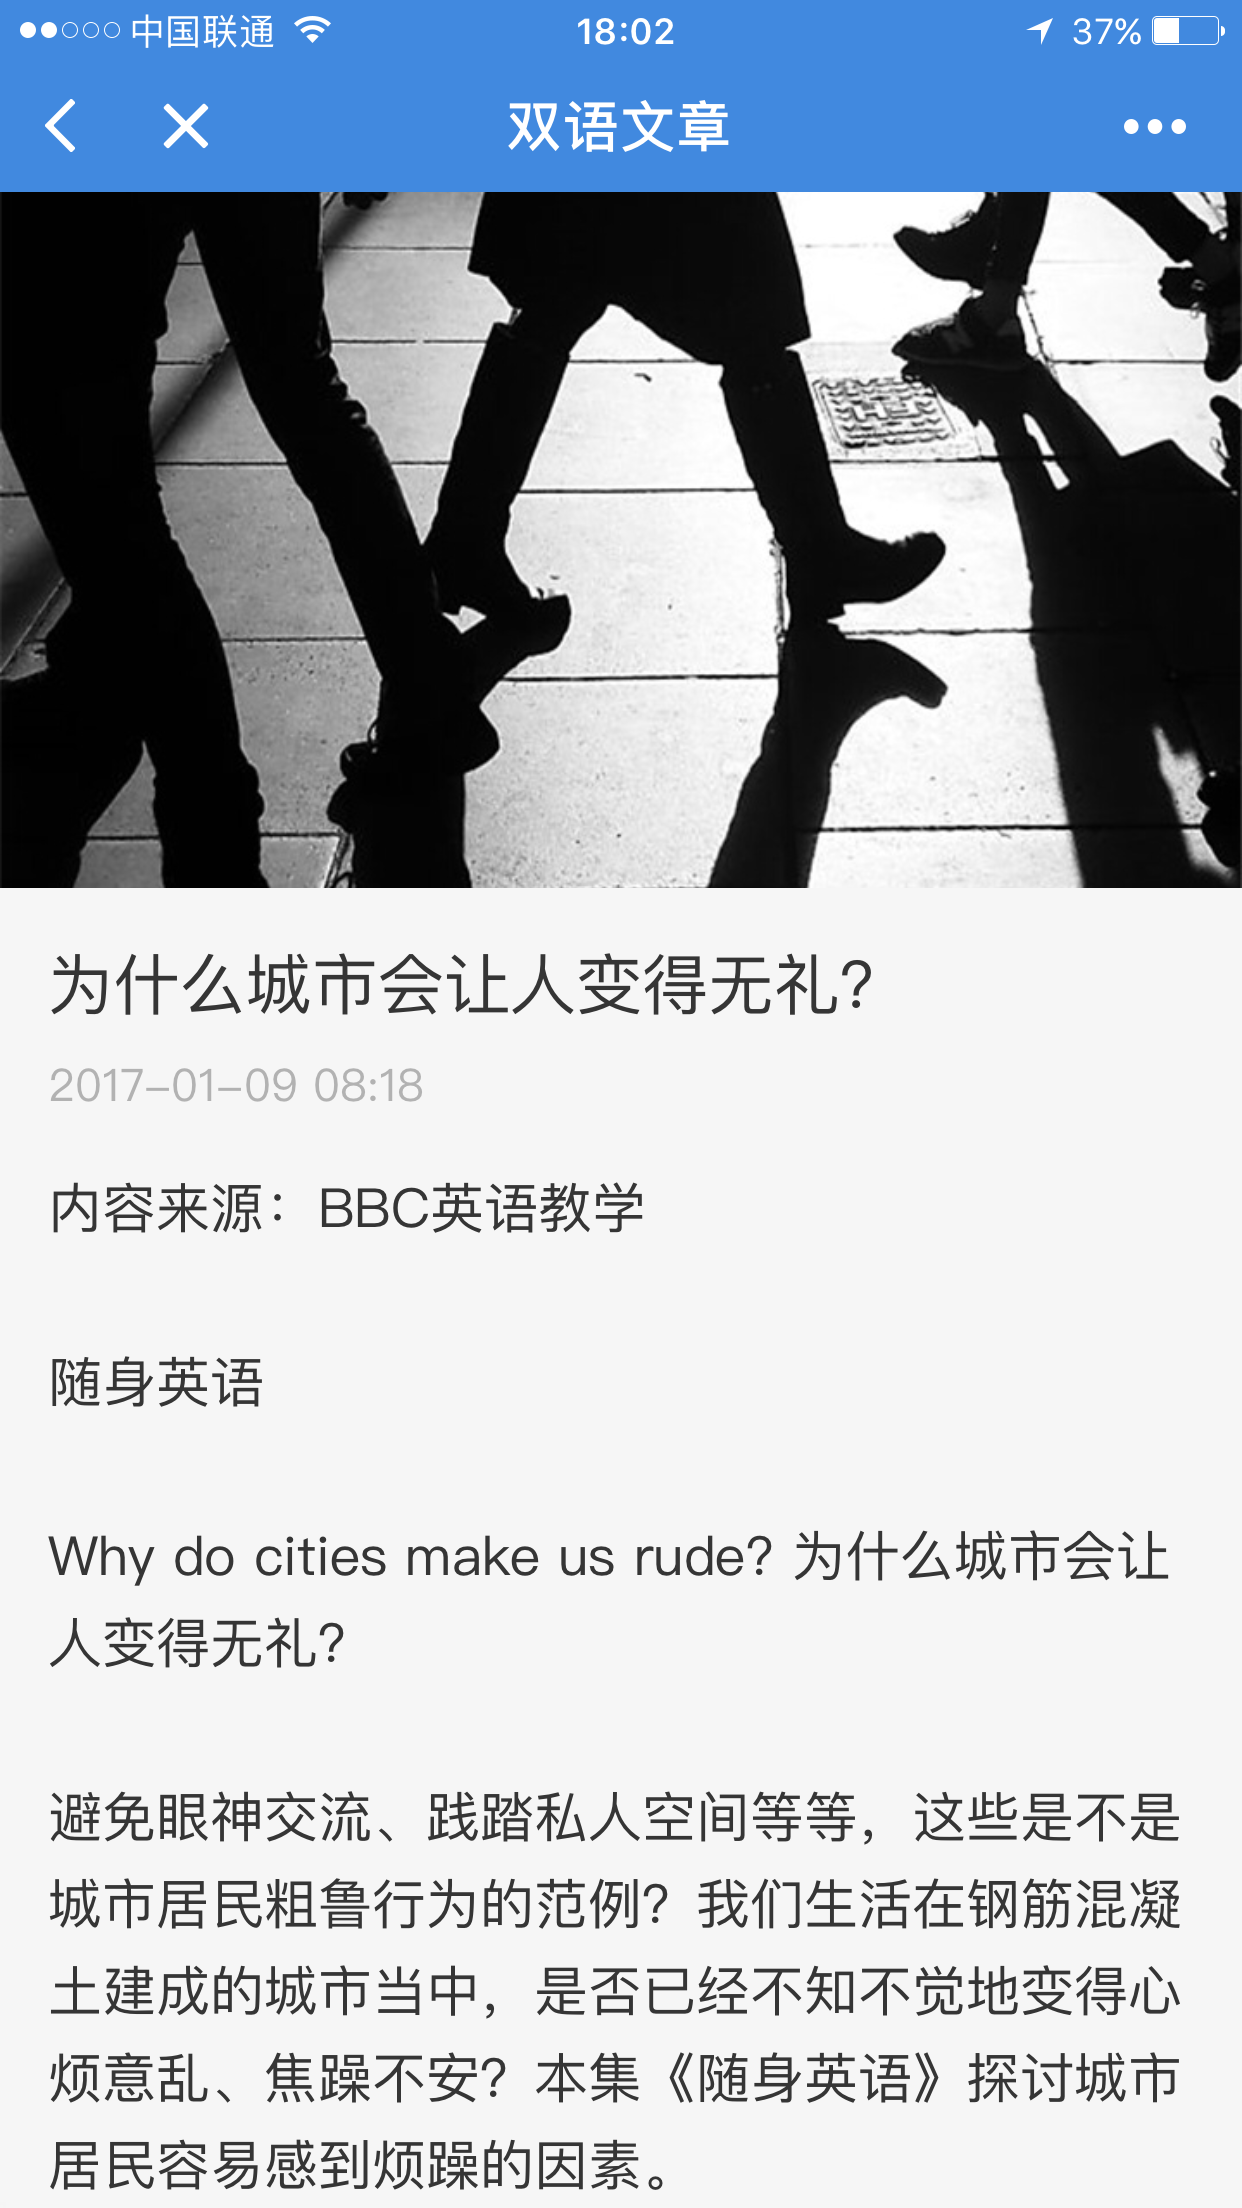 中国联通 18:02 37%
双语文章
为什么城市会让人变得无礼？
2017-01-09 08:18
内容来源：BBC英语教学
随身英语
Why do cities make us rude? 为什么城市会让
人变得无礼？
避免眼神交流、践踏私人空间等等，这些是不是
城市居民粗鲁行为的范例？我们生活在钢筋混凝
土建成的城市当中，是否已经不知不觉地变得心
烦意乱、焦躁不安？本集《随身英语》探讨城市
居民容易感到烦躁的因素。